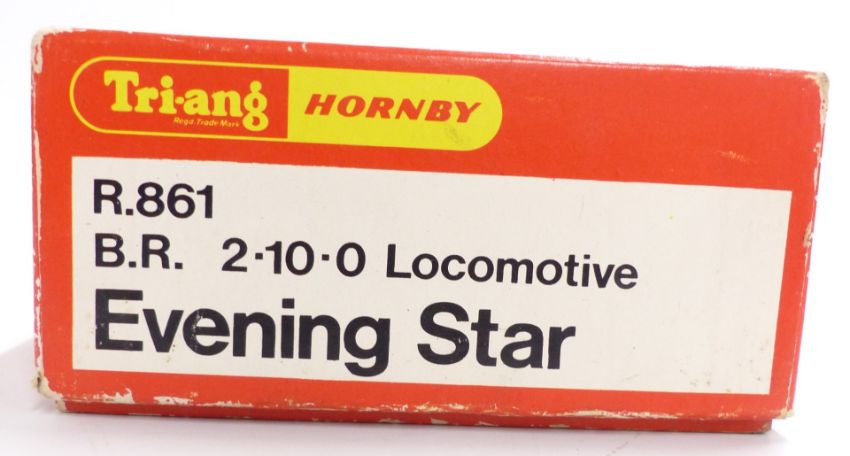 Tri-ang HORNBY
Regd. Trade Mark
R.861
B.R. 2-10-0 Locomotive
Evening Star